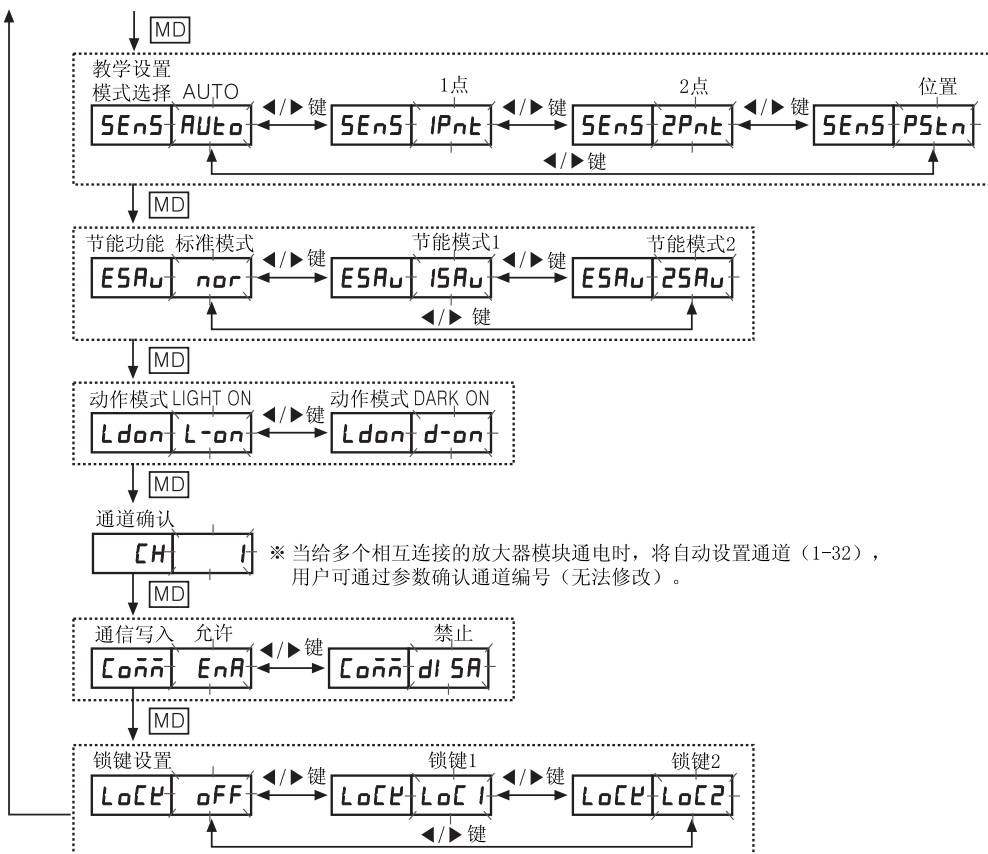 MD
教学设置
模式选择 AUTO 1点 2点 位置
SEnS AUto ◀/▶ 键 SEnS 1Pnt ◀/▶ 键 SEnS 2Pnt ◀/▶ 键 SEnS PStn
◀/▶ 键
MD
节能功能 标准模式 节能模式1 节能模式2
ESAv nor ◀/▶ 键 ESAv 1SAv ◀/▶ 键 ESAv 2SAv
◀/▶ 键
MD
动作模式 LIGHT ON 动作模式 DARK ON
Ldon L-on ◀/▶ 键 Ldon d-on
MD
通道确认
CH 1
※ 当给多个相互连接的放大器模块通电时，将自动设置通道（1-32），
用户可通过参数确认通道编号（无法修改）。
MD
通信写入 允许 禁止
Comm EnA ◀/▶ 键 Comm dISA
MD
锁键设置 锁键1 锁键2
LoCK oFF ◀/▶ 键 LoCK LoC1 ◀/▶ 键 LoCK LoC2
◀/▶ 键